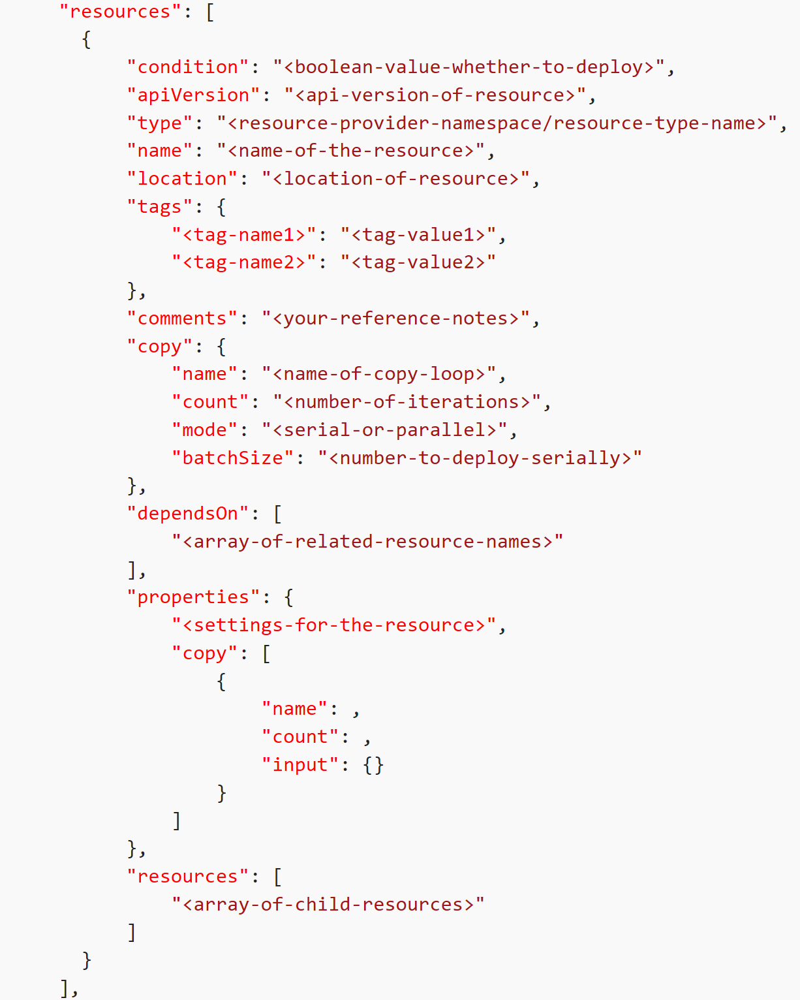 "resources": [
  {
      "condition": "<boolean-value-whether-to-deploy>",
      "apiVersion": "<api-version-of-resource>",
      "type": "<resource-provider-namespace/resource-type-name>",
      "name": "<name-of-the-resource>",
      "location": "<location-of-resource>",
      "tags": {
          "<tag-name1>": "<tag-value1>",
          "<tag-name2>": "<tag-value2>"
      },
      "comments": "<your-reference-notes>",
      "copy": {
          "name": "<name-of-copy-loop>",
          "count": "<number-of-iterations>",
          "mode": "<serial-or-parallel>",
          "batchSize": "<number-to-deploy-serially>"
      },
      "dependsOn": [
          "<array-of-related-resource-names>"
      ],
      "properties": {
          "<settings-for-the-resource>",
          "copy": [
              {
                  "name": ,
                  "count": ,
                  "input": {}
              }
          ]
      },
      "resources": [
          "<array-of-child-resources>"
      ]
  }
],